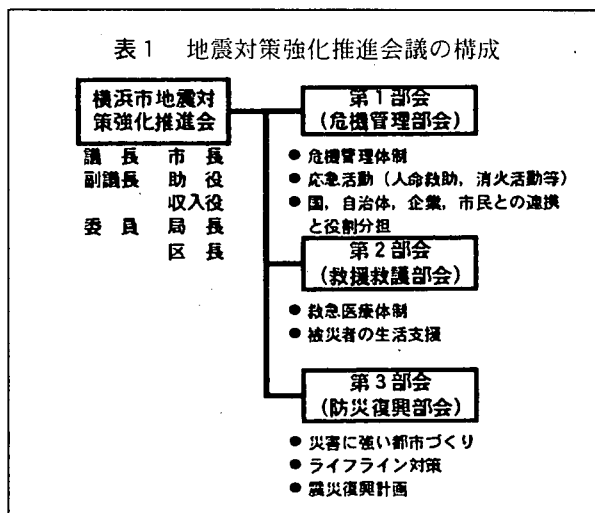 表1 地震対策強化推進会議の構成
横浜市地震対
策強化推進会
議長 市長
副議長 助役
収入役
委員 局長
区長
第1部会
(危機管理部会)
● 危機管理体制
● 応急活動(人命救助,消火活動等)
● 国,自治体,企業,市民との連携
と役割分担
第2部会
(救援救護部会)
● 救急医療体制
● 被災者の生活支援
第3部会
(防災復興部会)
● 災害に強い都市づくり
● ライフライン対策
● 震災復興計画